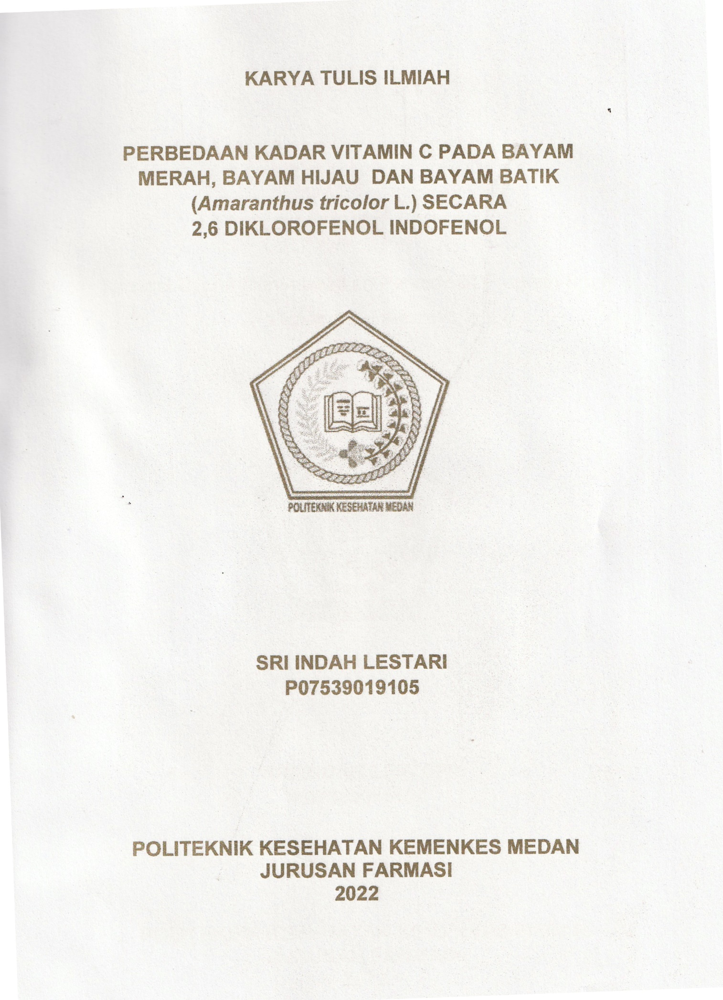 KARYA TULIS ILMIAH
PERBEDAAN KADAR VITAMIN C PADA BAYAM
MERAH, BAYAM HIJAU DAN BAYAM BATIK
(Amaranthus tricolor L.) SECARA
2,6 DIKLOROFENOL INDOFENOL
POLITEKNIK KESEHATAN MEDAN
SRI INDAH LESTARI
P07539019105
POLITEKNIK KESEHATAN KEMENKES MEDAN
JURUSAN FARMASI
2022